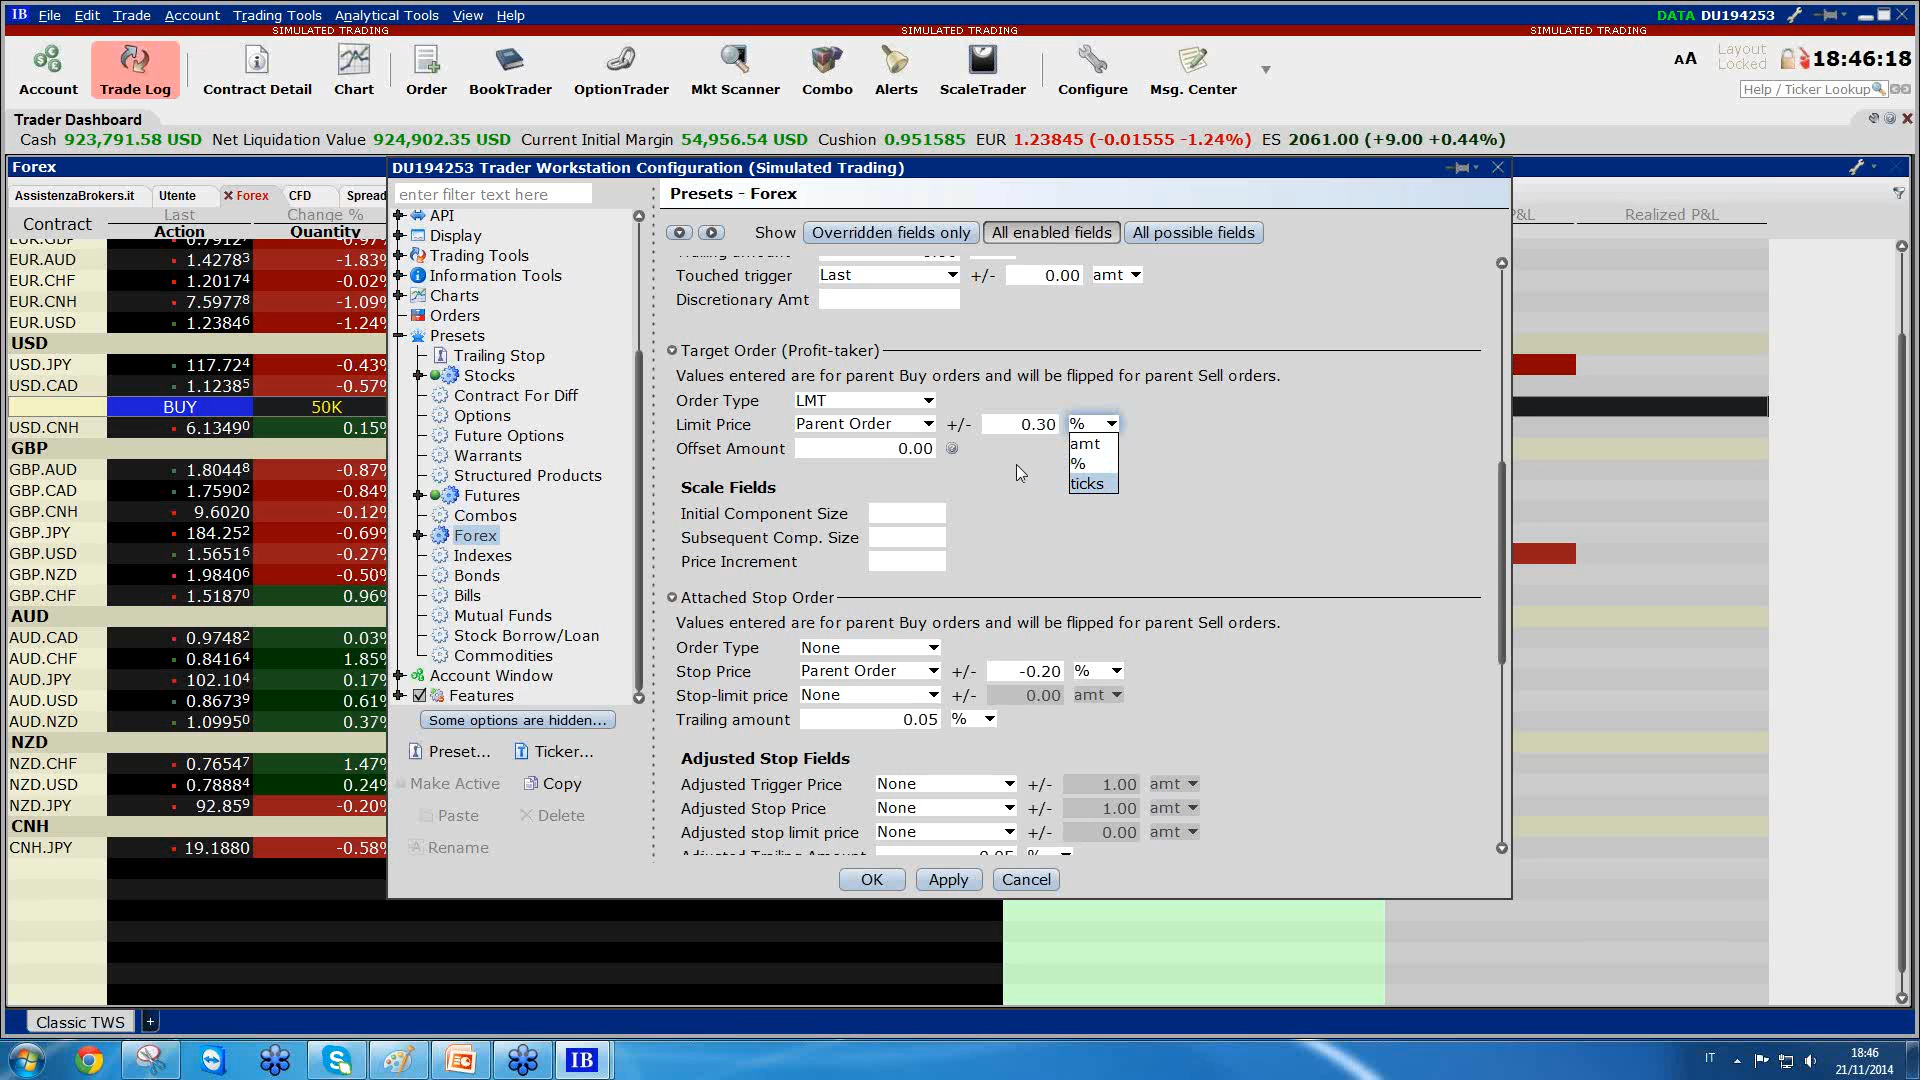 IB File Edit Trade Account Trading Tools Analytical Tools View Help DATA DU194253
SIMULATED TRADING SIMULATED TRADING SIMULATED TRADING
Account Trade Log Contract Detail Chart Order BookTrader OptionTrader Mkt Scanner Combo Alerts ScaleTrader Configure Msg. Center
AA Layout Locked 18:46:18
Help / Ticker Lookup
Trader Dashboard
Cash 923,791.58 USD Net Liquidation Value 924,902.35 USD Current Initial Margin 54,956.54 USD Cushion 0.951585 EUR 1.23845 (-0.01555 -1.24%) ES 2061.00 (+9.00 +0.44%)
Forex
AssistenzaBrokers.it Utente Forex CFD Spread
Contract Last Change %
Action Quantity
EUR.GBP 0.79127 -0.97%
EUR.AUD 1.42783 -1.83%
EUR.CHF 1.20174 -0.02%
EUR.CNH 7.59778 -1.09%
EUR.USD 1.23846 -1.24%
USD
USD.JPY 117.724 -0.43%
USD.CAD 1.12385 -0.57%
BUY 50K
USD.CNH 6.13490 0.15%
GBP
GBP.AUD 1.80448 -0.87%
GBP.CAD 1.75902 -0.84%
GBP.CNH 9.6020 -0.12%
GBP.JPY 184.252 -0.69%
GBP.USD 1.56516 -0.27%
GBP.NZD 1.98406 -0.50%
GBP.CHF 1.51870 0.96%
AUD
AUD.CAD 0.97482 0.03%
AUD.CHF 0.84164 1.85%
AUD.JPY 102.104 0.17%
AUD.USD 0.86739 0.61%
AUD.NZD 1.09950 0.37%
NZD
NZD.CHF 0.76547 1.47%
NZD.USD 0.78884 0.24%
NZD.JPY 92.859 -0.20%
CNH
CNH.JPY 19.1880 -0.58%
DU194253 Trader Workstation Configuration (Simulated Trading)
enter filter text here
API
Display
Trading Tools
Information Tools
Charts
Orders
Presets
Trailing Stop
Stocks
Contract For Diff
Options
Future Options
Warrants
Structured Products
Futures
Combos
Forex
Indexes
Bonds
Bills
Mutual Funds
Stock Borrow/Loan
Commodities
Account Window
Features
Some options are hidden...
Preset... Ticker...
Make Active Copy
Paste Delete
Rename
Presets - Forex
Show Overridden fields only All enabled fields All possible fields
Touched trigger Last +/- 0.00 amt
Discretionary Amt
Target Order (Profit-taker)
Values entered are for parent Buy orders and will be flipped for parent Sell orders.
Order Type LMT
Limit Price Parent Order +/- 0.30 %
amt
%
ticks
Offset Amount 0.00
Scale Fields
Initial Component Size
Subsequent Comp. Size
Price Increment
Attached Stop Order
Values entered are for parent Buy orders and will be flipped for parent Sell orders.
Order Type None
Stop Price Parent Order +/- -0.20 %
Stop-limit price None +/- 0.00 amt
Trailing amount 0.05 %
Adjusted Stop Fields
Adjusted Trigger Price None +/- 1.00 amt
Adjusted Stop Price None +/- 1.00 amt
Adjusted stop limit price None +/- 0.00 amt
Adjusted Trailing Amount 0.05 %
OK Apply Cancel
P&L Realized P&L
Classic TWS +
IB
IT 18:46
21/11/2014